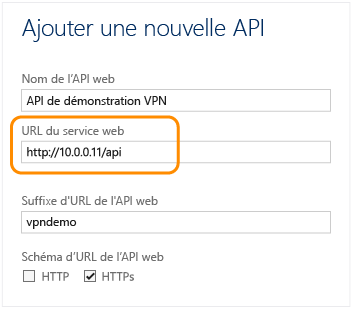 Ajouter une nouvelle API
Nom de l'API web
API de démonstration VPN
URL du service web
http://10.0.0.11/api
Suffixe d'URL de l'API web
vpndemo
Schéma d'URL de l'API web
HTTP HTTPs